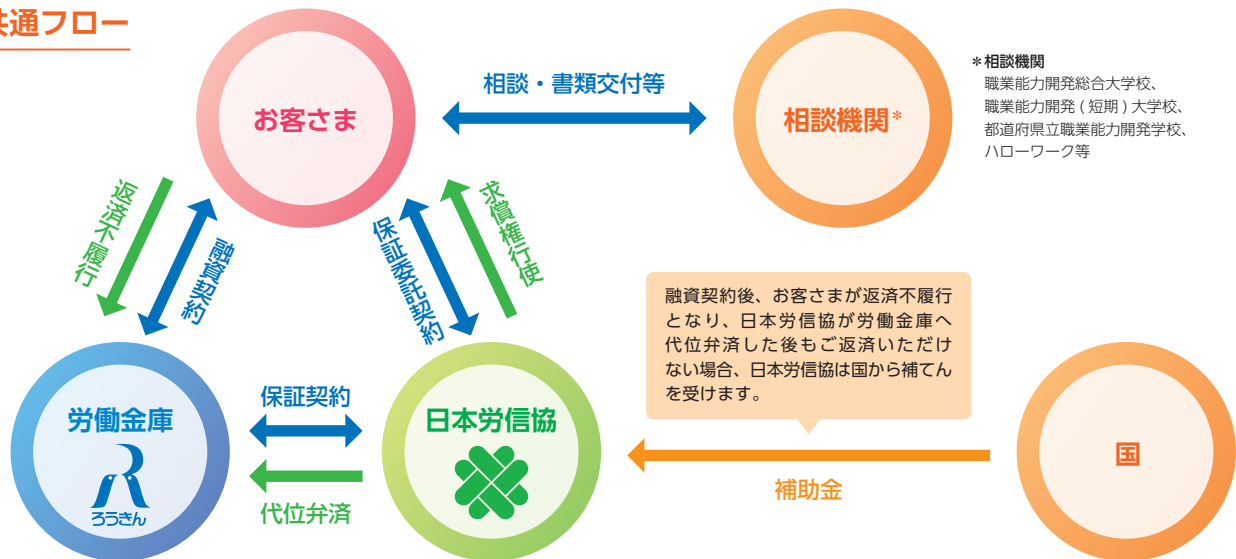 共通フロー
お客さま
相談・書類交付等
相談機関*
*相談機関
職業能力開発総合大学校、
職業能力開発(短期)大学校、
都道府県立職業能力開発学校、
ハローワーク等
返済不履行
融資契約
保証委託契約
求償権行使
融資契約後、お客さまが返済不履行
となり、日本労信協が労働金庫へ
代位弁済した後もご返済いただけ
ない場合、日本労信協は国から補てん
を受けます。
労働金庫
ろうきん
保証契約
代位弁済
日本労信協
補助金
国